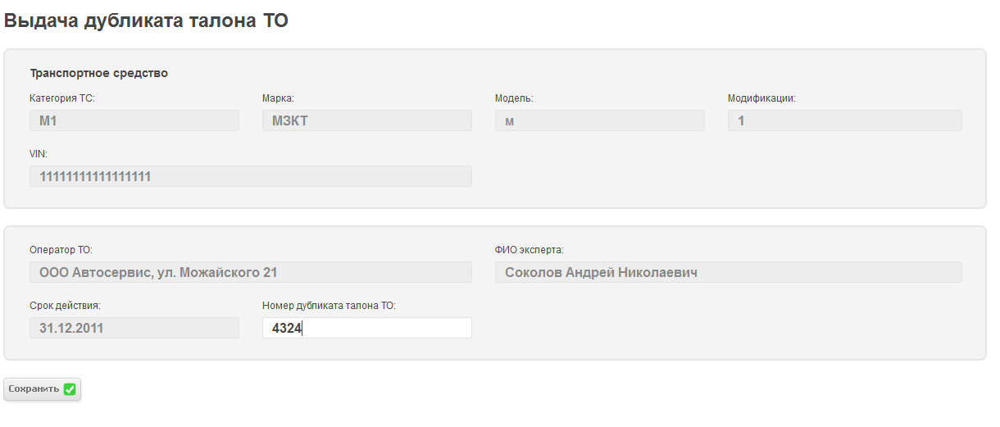 Выдача дубликата талона ТО
Транспортное средство
Категория ТС: Марка: Модель: Модификации:
М1 МЗКТ м 1
VIN:
11111111111111111
Оператор ТО: ФИО эксперта:
ООО Автосервис, ул. Можайского 21 Соколов Андрей Николаевич
Срок действия: Номер дубликата талона ТО:
31.12.2011 4324
Сохранить